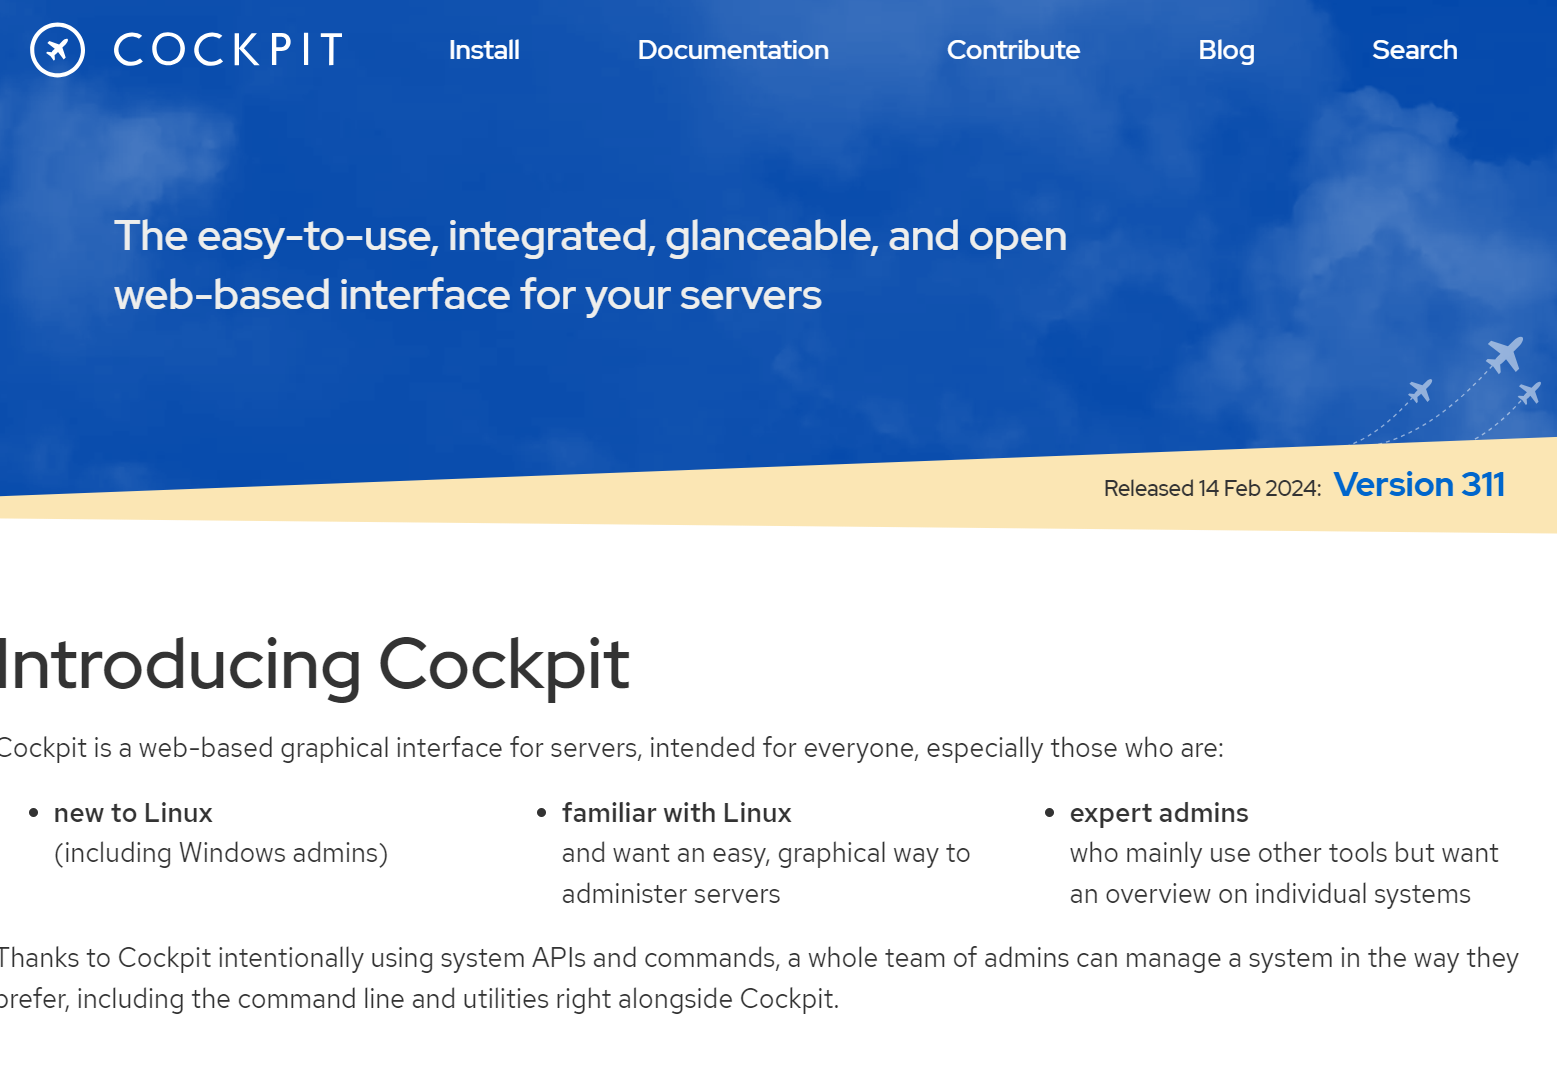 COCKPIT Install Documentation Contribute Blog Search
The easy-to-use, integrated, glanceable, and open
web-based interface for your servers
Released 14 Feb 2024: Version 311
Introducing Cockpit
Cockpit is a web-based graphical interface for servers, intended for everyone, especially those who are:
• new to Linux
(including Windows admins)
• familiar with Linux
and want an easy, graphical way to
administer servers
• expert admins
who mainly use other tools but want
an overview on individual systems
Thanks to Cockpit intentionally using system APIs and commands, a whole team of admins can manage a system in the way they
prefer, including the command line and utilities right alongside Cockpit.